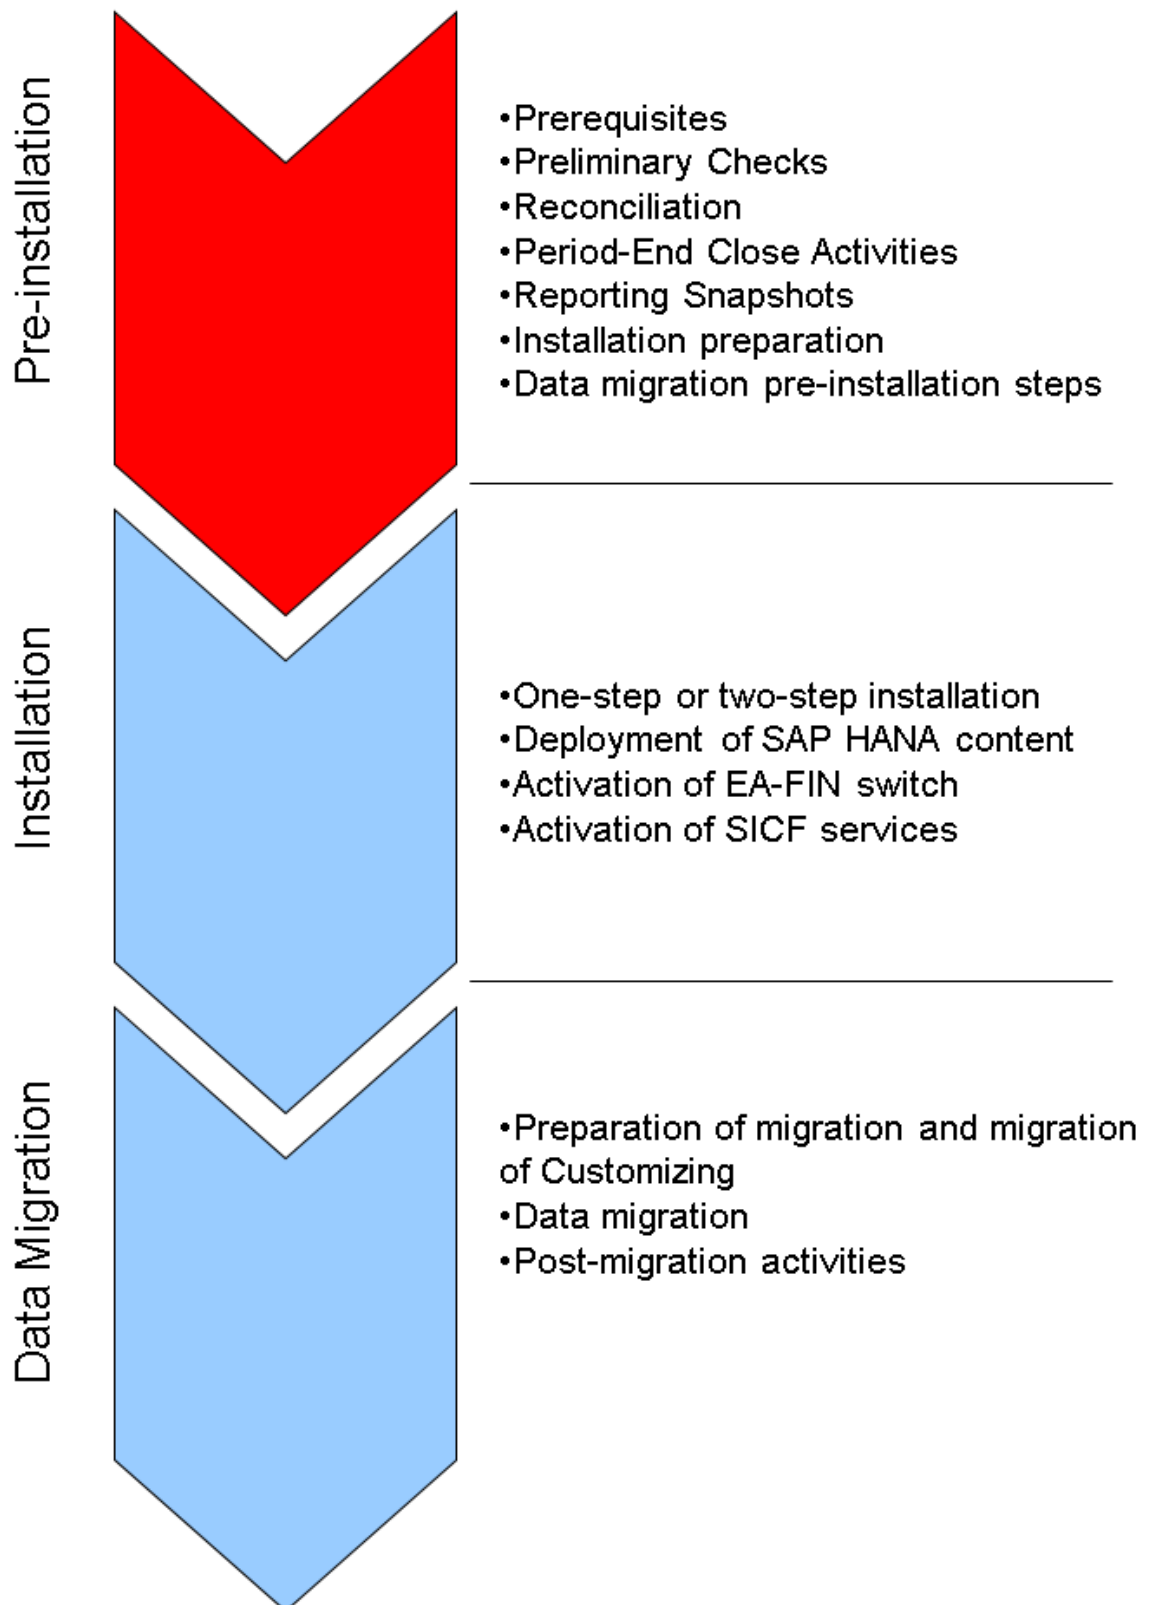 Pre-installation
•Prerequisites
•Preliminary Checks
•Reconciliation
•Period-End Close Activities
•Reporting Snapshots
•Installation preparation
•Data migration pre-installation steps
Installation
•One-step or two-step installation
•Deployment of SAP HANA content
•Activation of EA-FIN switch
•Activation of SICF services
Data Migration
•Preparation of migration and migration
of Customizing
•Data migration
•Post-migration activities